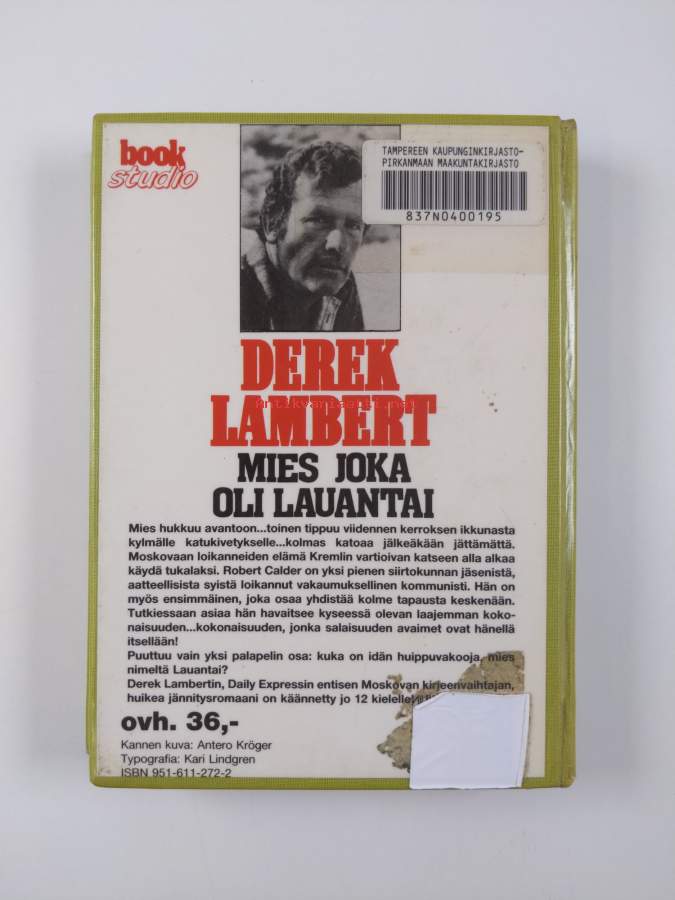 book
studio
TAMPEREEN KAUPUNGINKIRJASTO-
PIRKANMAAN MAAKUNTAKIRJASTO
837N0400195
DEREK
Antikvariaatti.net
LAMBERT
MIES JOKA
OLI LAUANTAI
Mies hukkuu avantoon...toinen tippuu viidennen kerroksen ikkunasta
kylmälle katukivetykselle...kolmas katoaa jälkeäkään jättämättä.
Moskovaan loikanneiden elämä Kremlin vartioivan katseen alla alkaa
käydä tukalaksi. Robert Calder on yksi pienen siirtokunnan jäsenistä,
aatteellisista syistä loikannut vakaumuksellinen kommunisti. Hän on
myös ensimmäinen, joka osaa yhdistää kolme tapausta keskenään.
Tutkiessaan asiaa hän havaitsee kyseessä olevan laajemman koko-
naisuuden...kokonaisuuden, jonka salaisuuden avaimet ovat hänellä
itsellään!
Puuttuu vain yksi palapelin osa: kuka on idän huippuvakooja, mies
nimeltä Lauantai?
Derek Lambertin, Daily Expressin entisen Moskovan kirjeenvaihtajan,
huikea jännitysromaani on käännetty jo 12 kielelle!
ovh. 36,-
Kannen kuva: Antero Kröger
Typografia: Kari Lindgren
ISBN 951-611-272-2